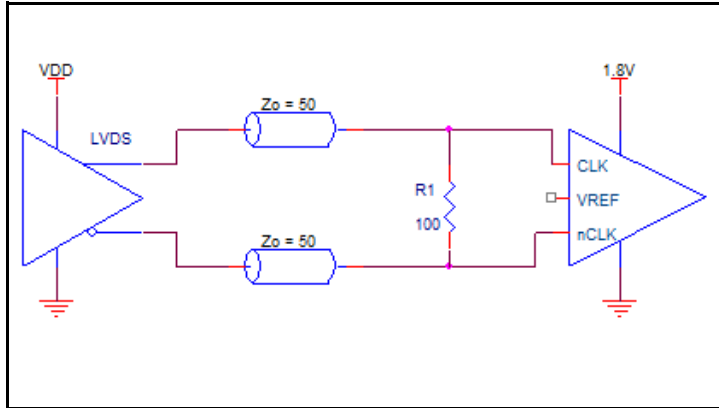 VDD
1.8V
Zo = 50
LVDS
CLK
R1
VREF
100
nCLK
Zo = 50